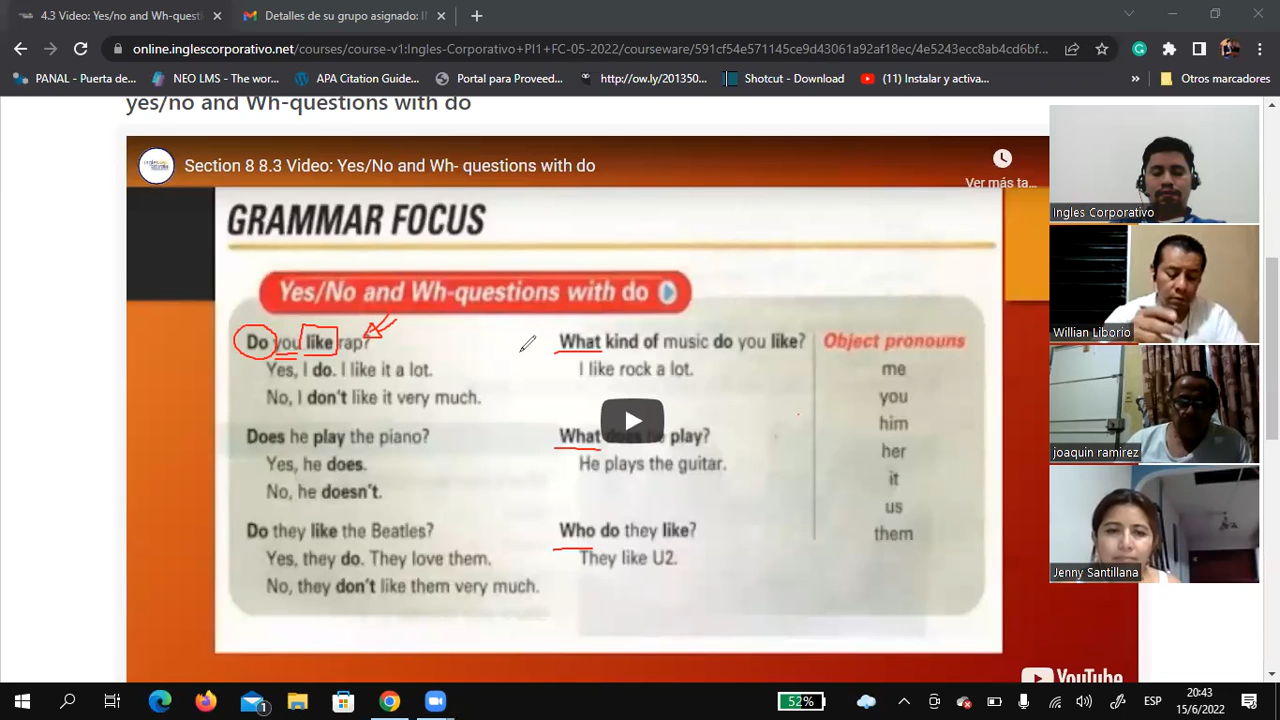 4.3 Video: Yes/No and Wh-quest
Detalles de su grupo asignado: I
online.inglescorporativo.net/courses/course-v1:Ingles-Corporativo+PI1+FC-05-2022/courseware/591cf54e571145ce9d43061a92af18ec/4e5243ecc8ab4cd6bf...
PANAL - Puerta de...
NEO LMS - The wor...
APA Citation Guide...
Portal para Proveed...
http://ow.ly/201350...
Shotcut - Download
(11) Instalar y activa...
»
Otros marcadores
yes/no and Wh-questions with do
Section 8 8.3 Video: Yes/No and Wh- questions with do
Ver más ta...
GRAMMAR FOCUS
Yes/No and Wh-questions with do
Do you like rap?
Yes, I do. I like it a lot.
No, I don't like it very much.
Does he play the piano?
Yes, he does.
No, he doesn't.
Do they like the Beatles?
Yes, they do. They love them.
No, they don't like them very much.
What kind of music do you like?
I like rock a lot.
What does he play?
He plays the guitar.
Who do they like?
They like U2.
Object pronouns
me
you
him
her
it
us
them
YouTube
Ingles Corporativo
Willian Liborio
joaquin ramirez
Jenny Santillana
1
52%
ESP
20:43
15/6/2022